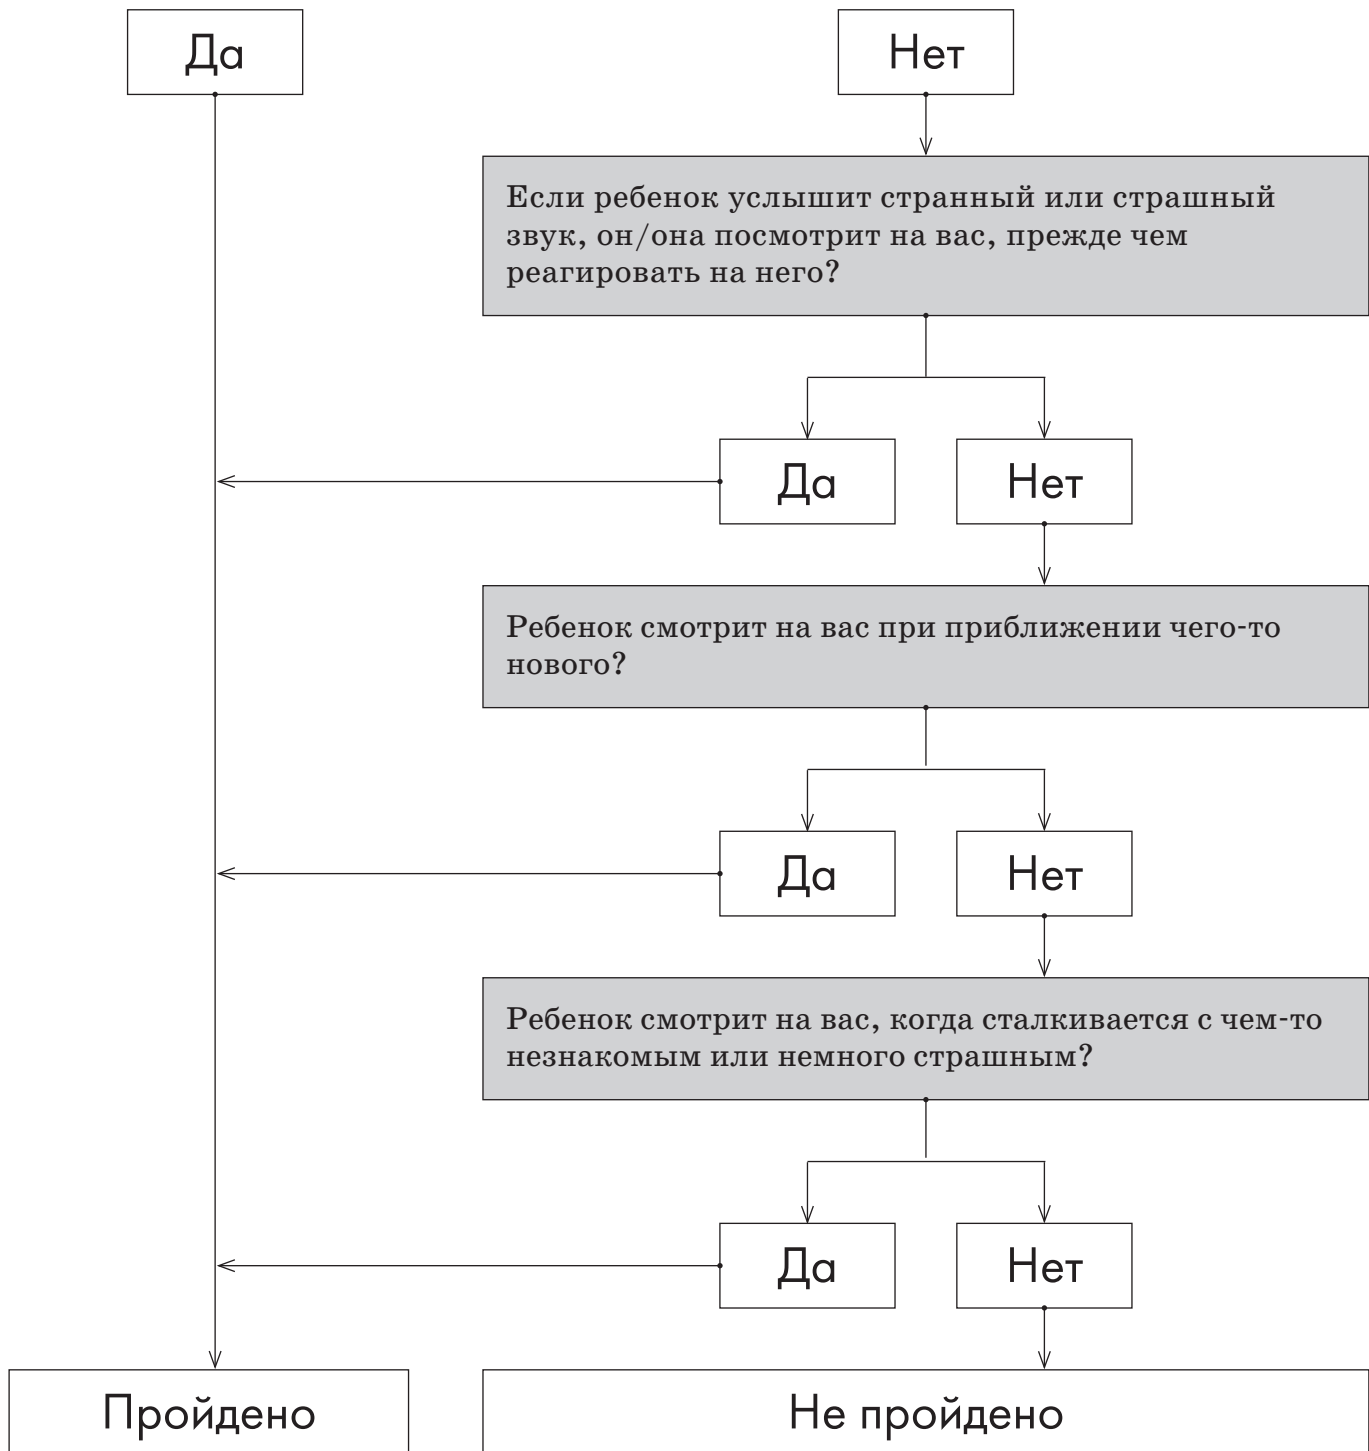 Да
Нет
Если ребенок услышит странный или страшный
звук, он/она посмотрит на вас, прежде чем
реагировать на него?
Да
Нет
Ребенок смотрит на вас при приближении чего-то
нового?
Да
Нет
Ребенок смотрит на вас, когда сталкивается с чем-то
незнакомым или немного страшным?
Да
Нет
Пройдено
Не пройдено